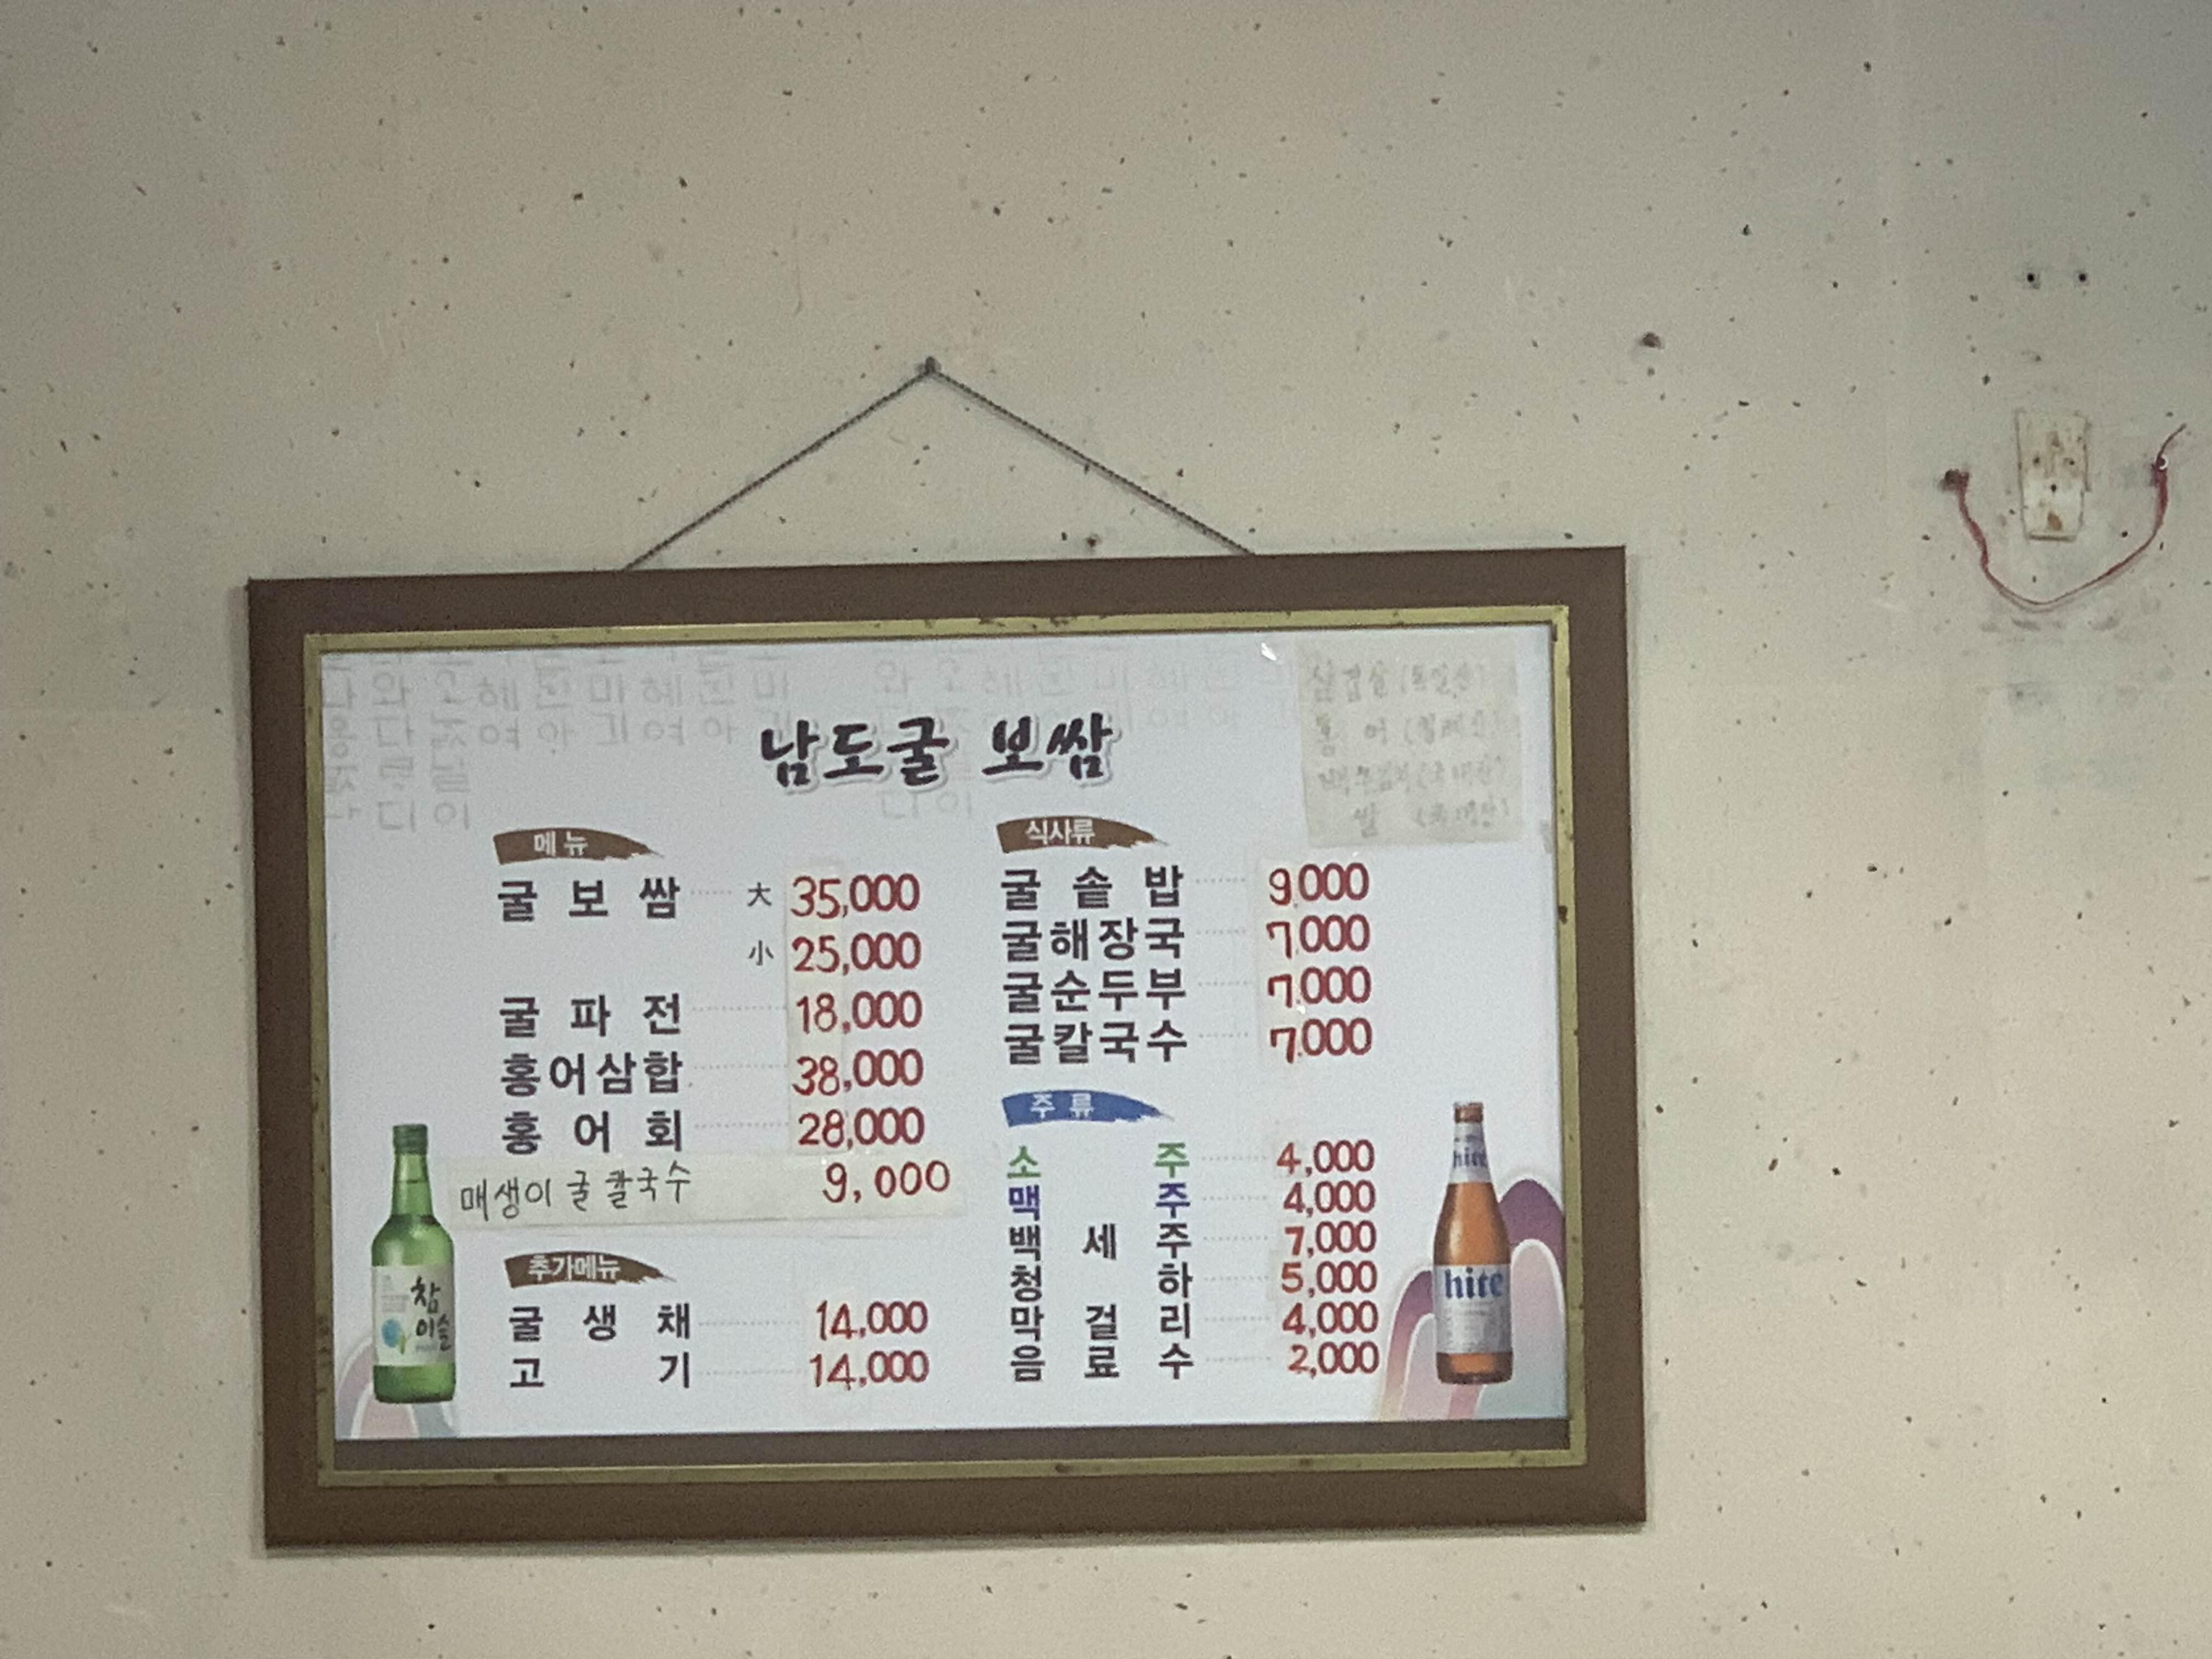 남도굴 보쌈
메뉴
굴보쌈 大 35,000
小 25,000
굴파전 18,000
홍어삼합 38,000
홍어회 28,000
매생이굴칼국수 9,000
추가메뉴
굴생채 14,000
고기 14,000
식사류
굴솥밥 9,000
굴해장국 7,000
굴순두부 7,000
굴칼국수 7,000
주류
소주 4,000
맥주 4,000
백세주 7,000
청하 5,000
막걸리 4,000
음료수 2,000
참이슬
hite
hite